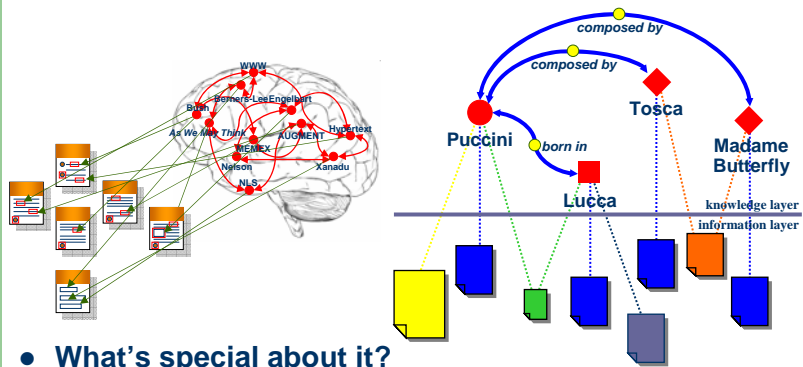 WWW
Berners-Lee
Engelbart
Bush
As We May Think
AUGMENT
Hypertext
MEMEX
Nelson
Xanadu
NLS
composed by
composed by
Tosca
Puccini
born in
Madame
Butterfly
Lucca
knowledge layer
information layer
● What's special about it?